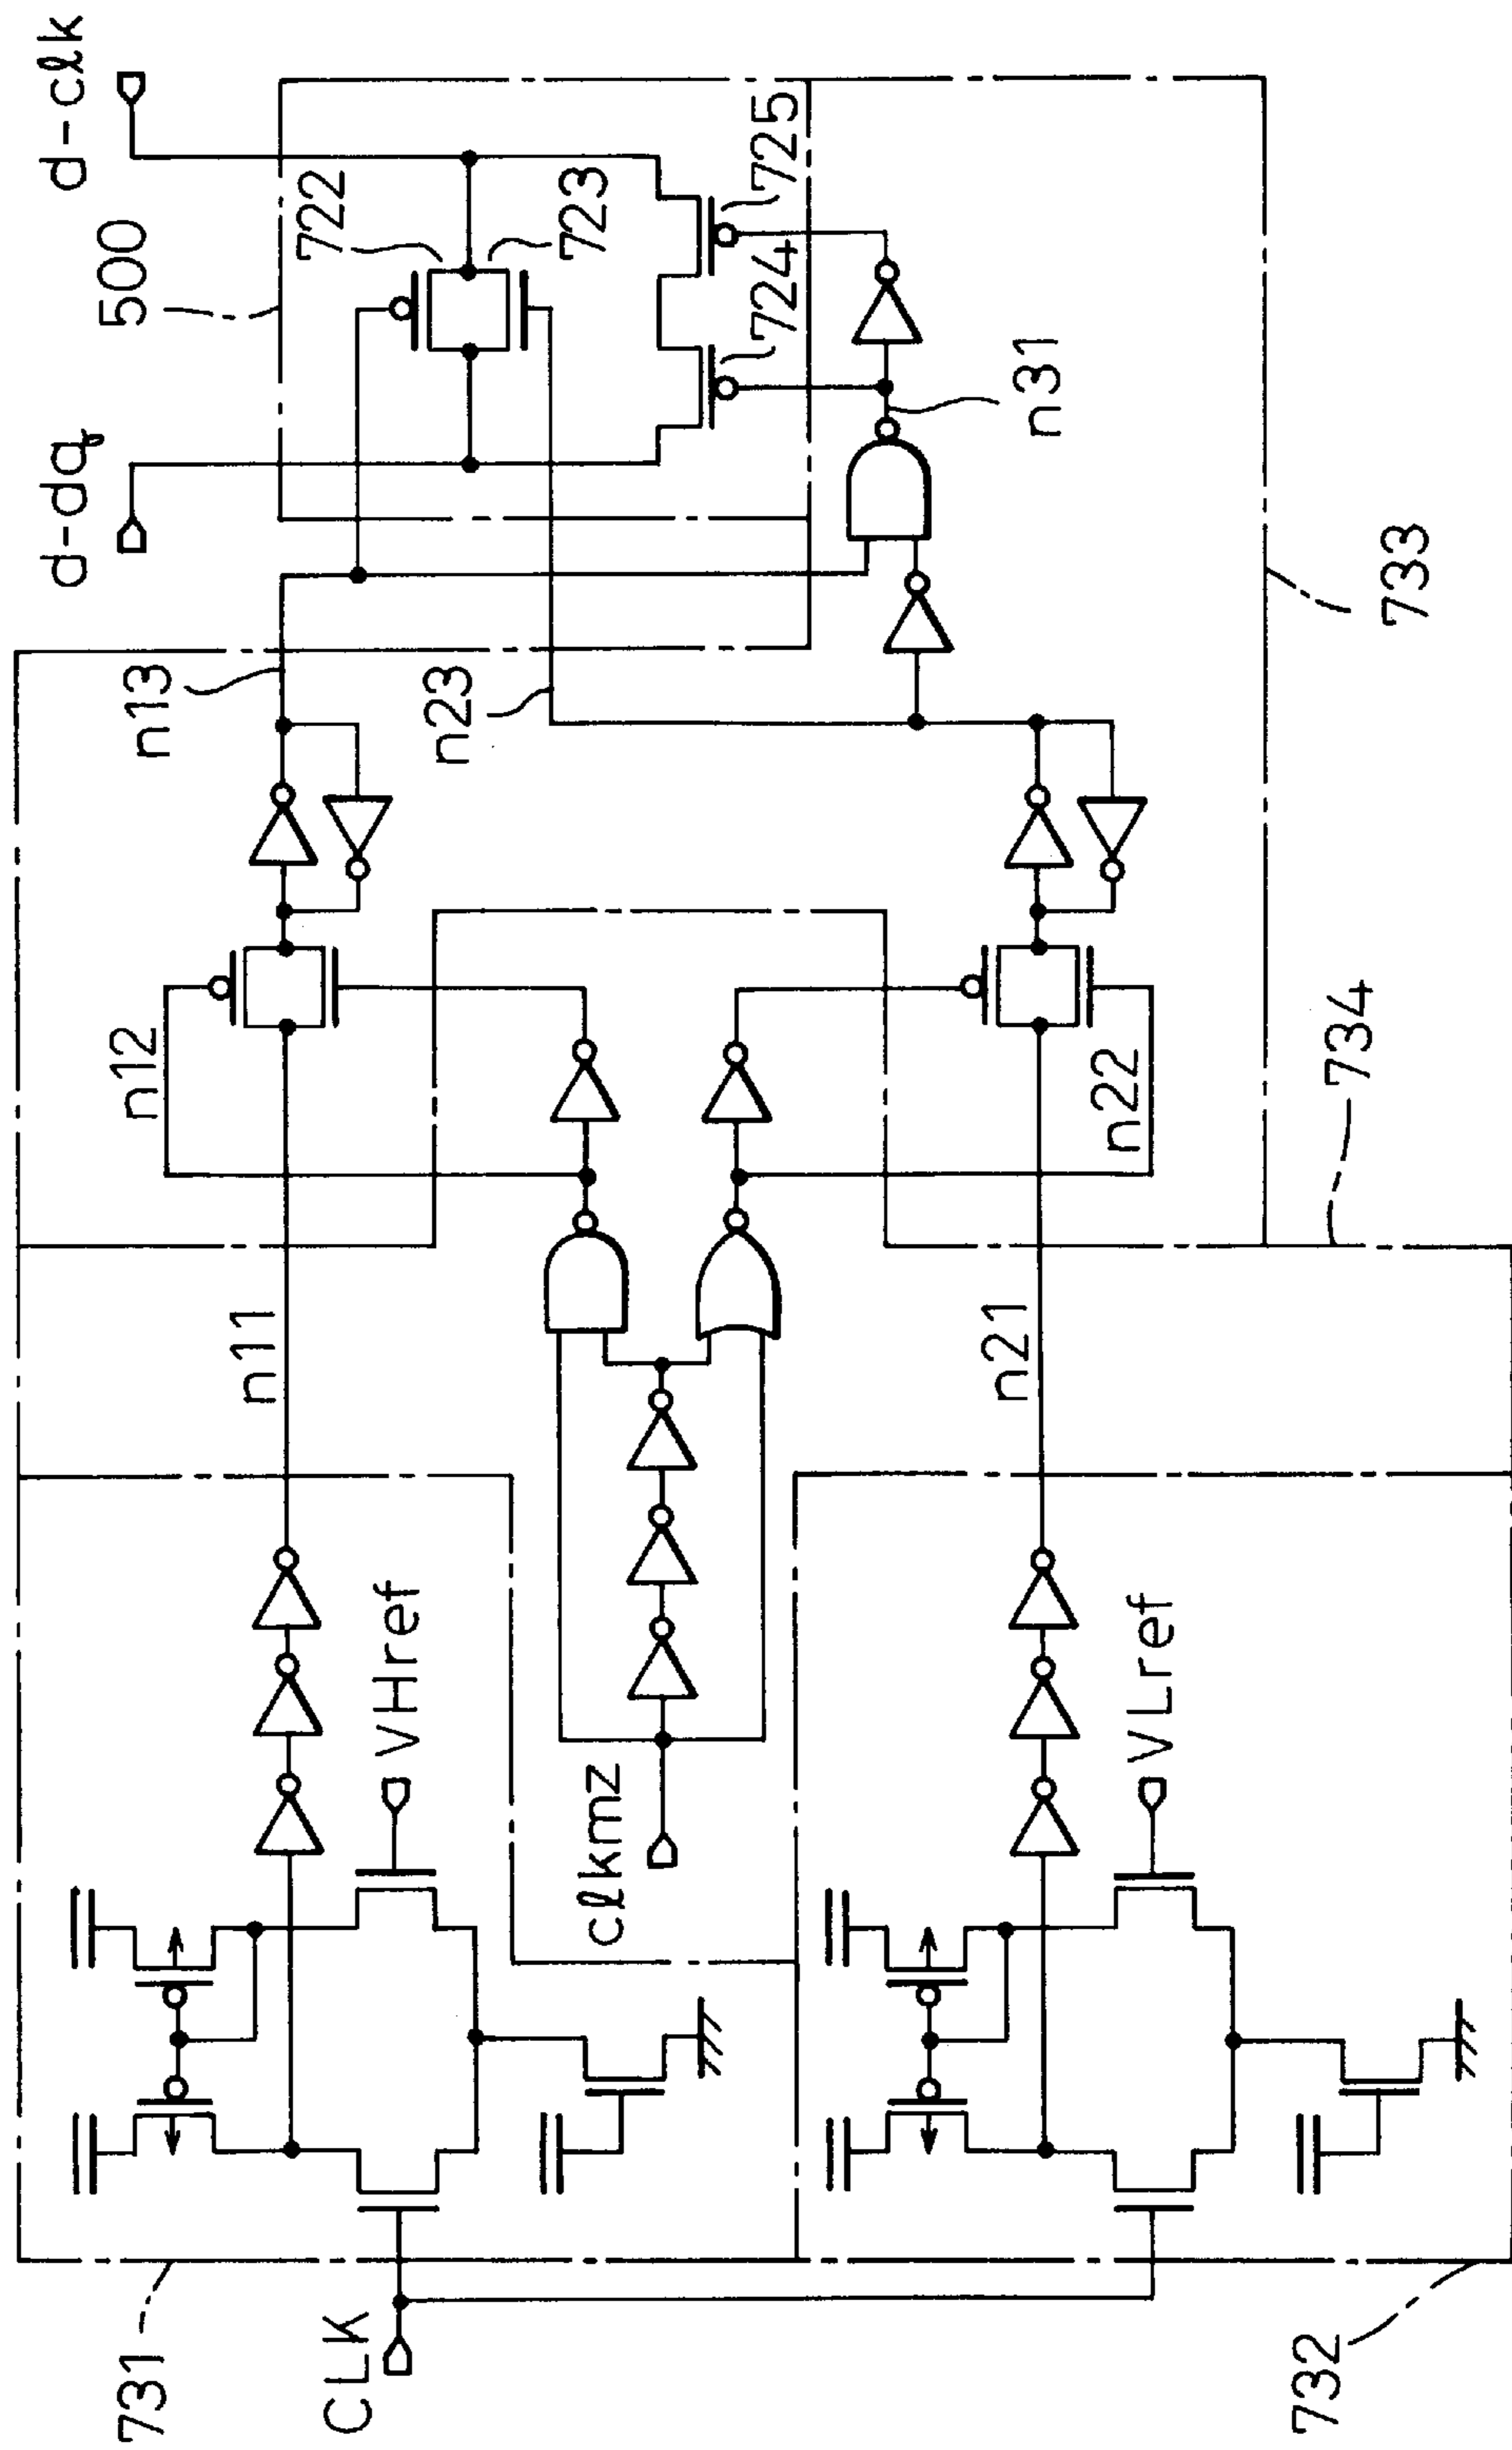 d-dq
500
d-clk
722
723
724
725
n31
n13
n23
733
n12
n22
734
n11
n21
VHref
clkmz
VLref
731
CLK
732